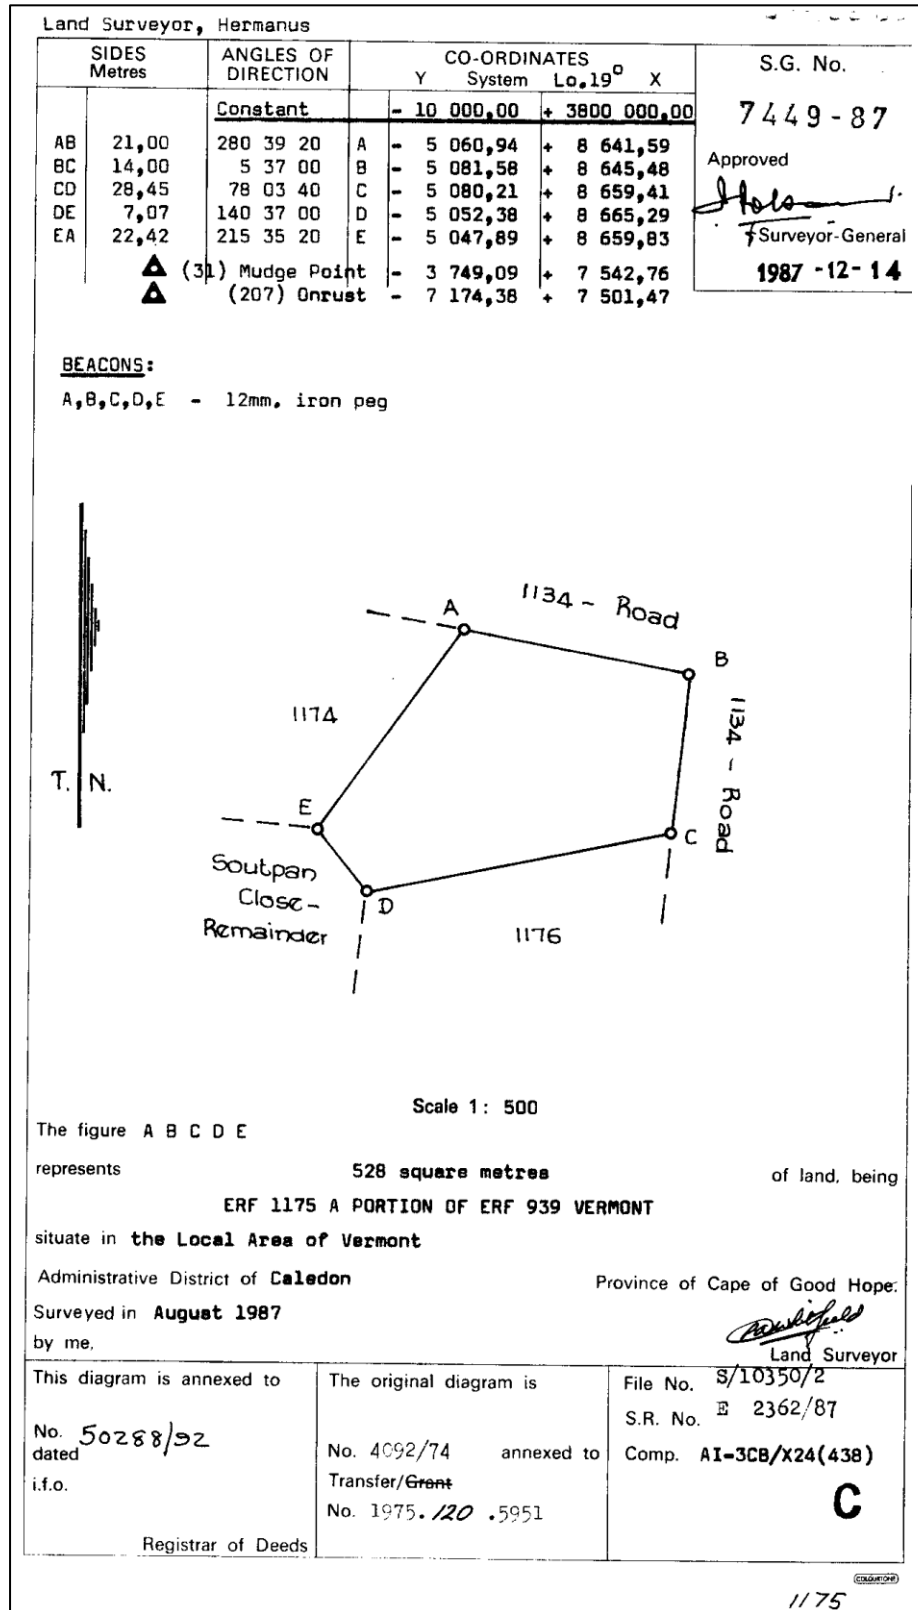 Land Surveyor, Hermanus
SIDES Metres ANGLES OF DIRECTION CO-ORDINATES Y System Lo.19° X S.G. No.
Constant - 10 000,00 + 3800 000,00 7449-87
AB 21,00 280 39 20 A - 5 060,94 + 8 641,59
BC 14,00 5 37 00 B - 5 081,58 + 8 645,48 Approved
CD 28,45 78 03 40 C - 5 080,21 + 8 659,41
DE 7,07 140 37 00 D - 5 052,38 + 8 665,29
EA 22,42 215 35 20 E - 5 047,89 + 8 659,83 Surveyor-General
(31) Mudge Point - 3 749,09 + 7 542,76 1987-12-14
(207) Onrust - 7 174,38 + 7 501,47
BEACONS:
A,B,C,D,E - 12mm. iron peg
1134 - Road
A
B
1174
1134 - Road
T. N.
E
C
Soutpan
Close-
D
Remainder
1176
Scale 1: 500
The figure A B C D E
represents 528 square metres of land, being
ERF 1175 A PORTION OF ERF 939 VERMONT
situate in the Local Area of Vermont
Administrative District of Caledon Province of Cape of Good Hope.
Surveyed in August 1987
by me, Land Surveyor
This diagram is annexed to
No. 50288/92
dated
i.f.o.
Registrar of Deeds
The original diagram is
No. 4092/74 annexed to
Transfer/Grant
No. 1975.120.5951
File No. S/10350/2
S.R. No. E 2362/87
Comp. AI-3CB/X24(438)
C
COLOURTONE
1175